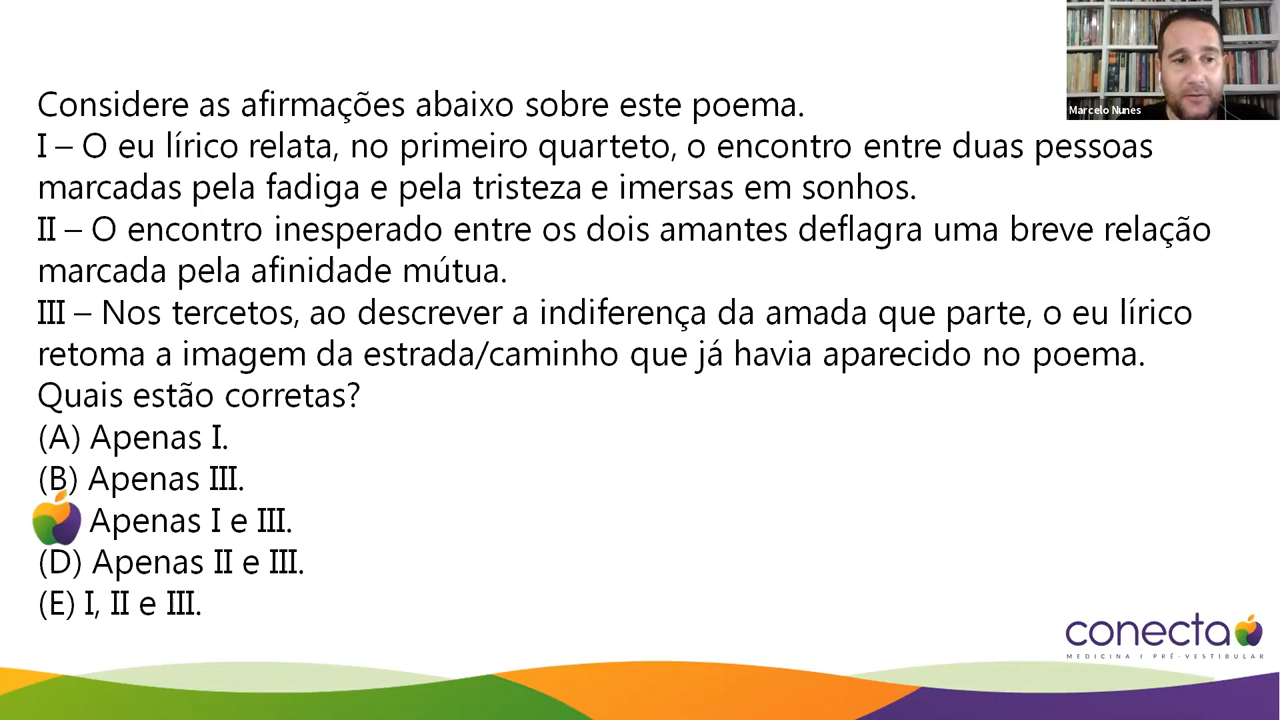 Marcelo Nunes
Considere as afirmações abaixo sobre este poema.
I – O eu lírico relata, no primeiro quarteto, o encontro entre duas pessoas
marcadas pela fadiga e pela tristeza e imersas em sonhos.
II – O encontro inesperado entre os dois amantes deflagra uma breve relação
marcada pela afinidade mútua.
III – Nos tercetos, ao descrever a indiferença da amada que parte, o eu lírico
retoma a imagem da estrada/caminho que já havia aparecido no poema.
Quais estão corretas?
(A) Apenas I.
(B) Apenas III.
Apenas I e III.
(D) Apenas II e III.
(E) I, II e III.
conecta
MEDICINA | PRÉ-VESTIBULAR